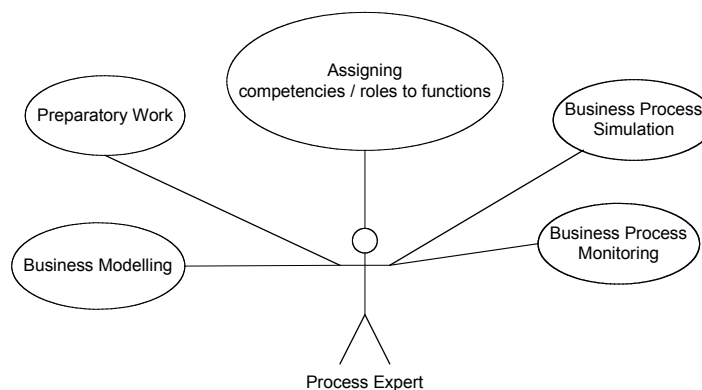 Assigning
competencies / roles to functions
Preparatory Work
Business Process
Simulation
Business Modelling
Business Process
Monitoring
Process Expert